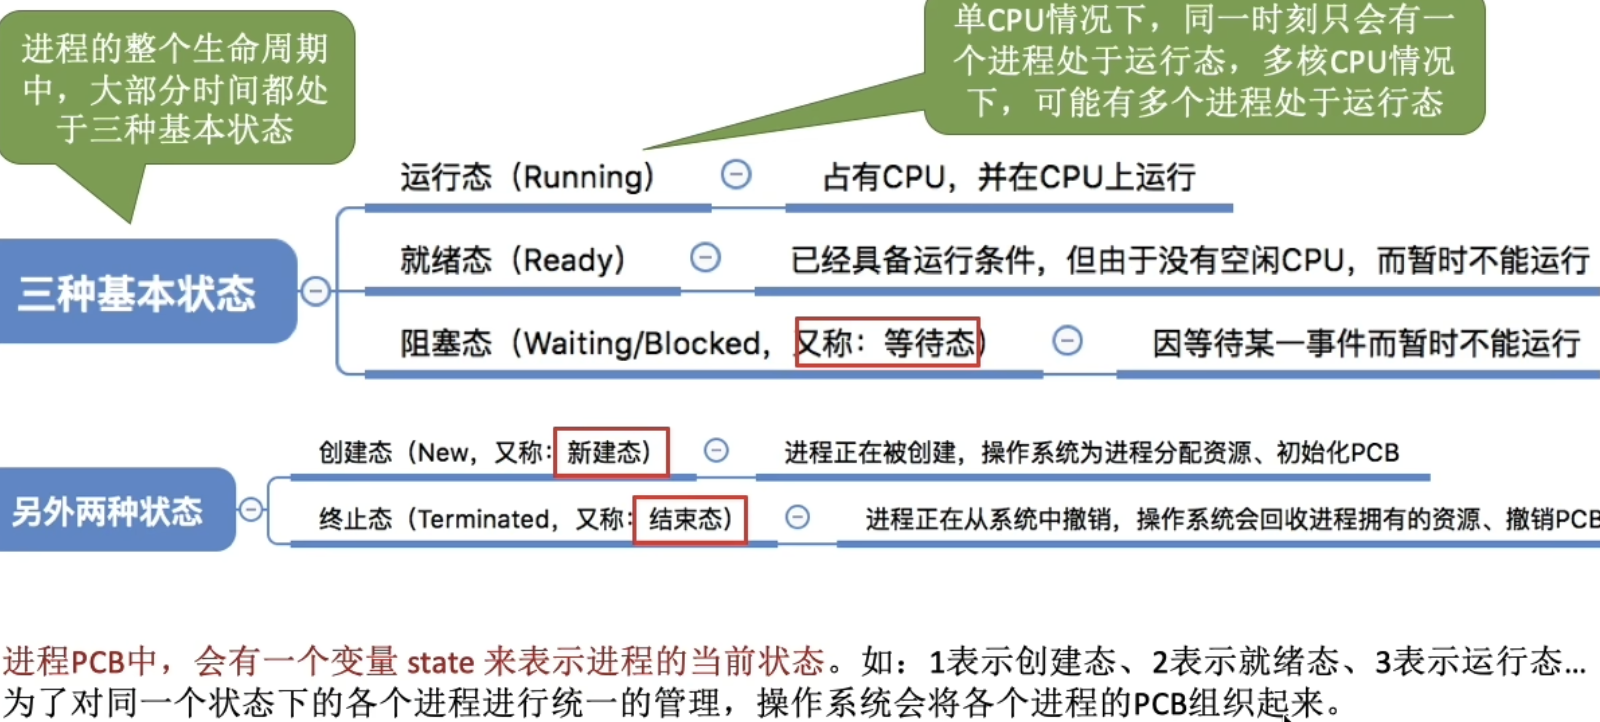 进程的整个生命周期
中，大部分时间都处
于三种基本状态
单CPU情况下，同一时刻只会有一
个进程处于运行态，多核CPU情况
下，可能有多个进程处于运行态
三种基本状态
运行态（Running）
占有CPU，并在CPU上运行
就绪态（Ready）
已经具备运行条件，但由于没有空闲CPU，而暂时不能运行
阻塞态（Waiting/Blocked，又称：等待态）
因等待某一事件而暂时不能运行
另外两种状态
创建态（New，又称：新建态）
进程正在被创建，操作系统为进程分配资源、初始化PCB
终止态（Terminated，又称：结束态）
进程正在从系统中撤销，操作系统会回收进程拥有的资源、撤销PCB
进程PCB中，会有一个变量 state 来表示进程的当前状态。如：1表示创建态、2表示就绪态、3表示运行态...
为了对同一个状态下的各个进程进行统一的管理，操作系统会将各个进程的PCB组织起来。